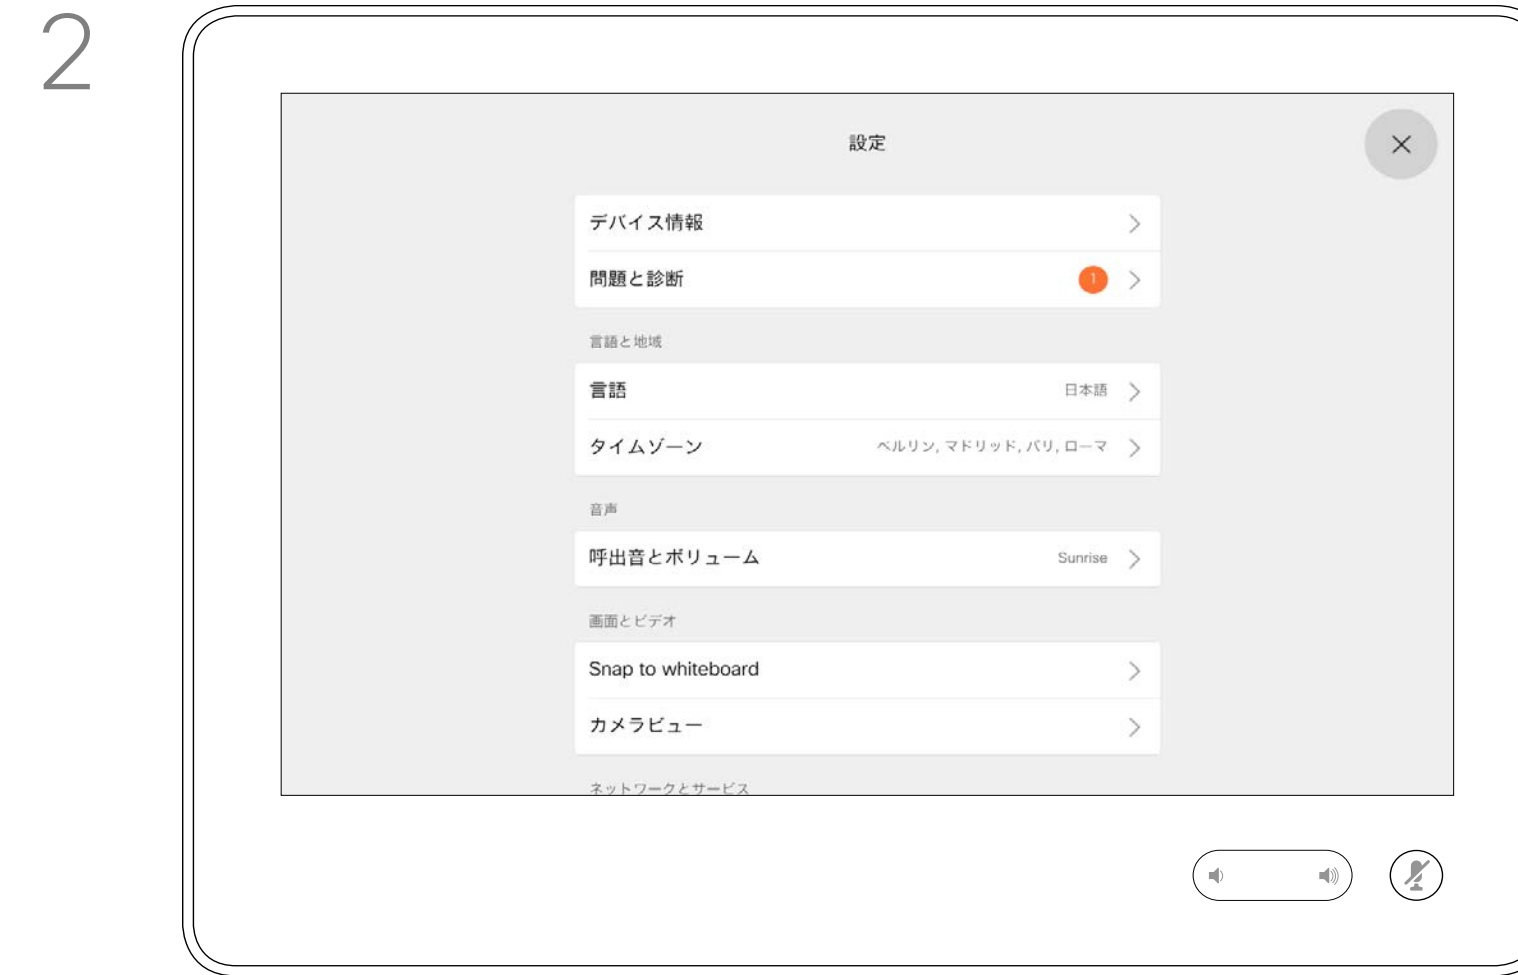 2
設定
デバイス情報
問題と診断 1
言語と地域
言語 日本語
タイムゾーン ベルリン, マドリッド, パリ, ローマ
音声
呼出音とボリューム Sunrise
画面とビデオ
Snap to whiteboard
カメラビュー
ネットワークとサービス